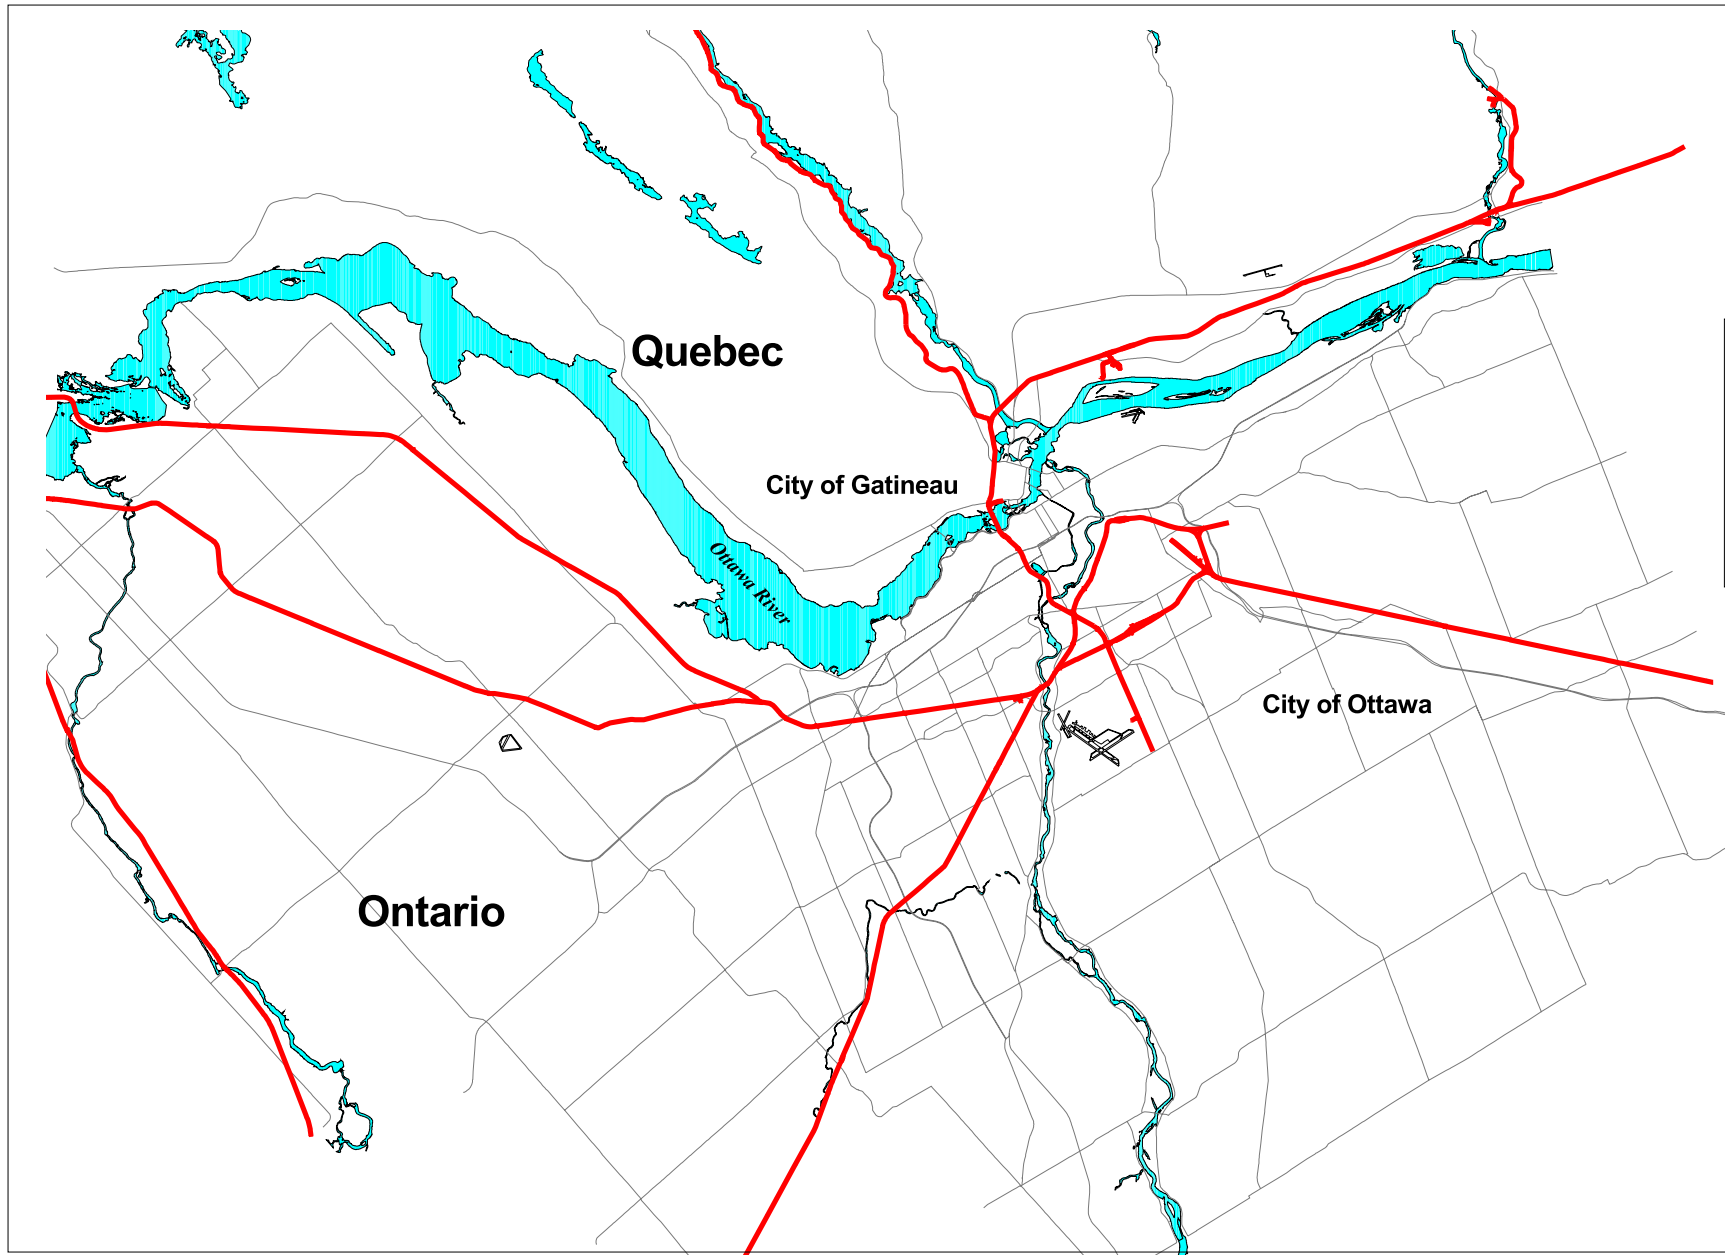 Quebec
City of Gatineau
Ottawa River
City of Ottawa
Ontario